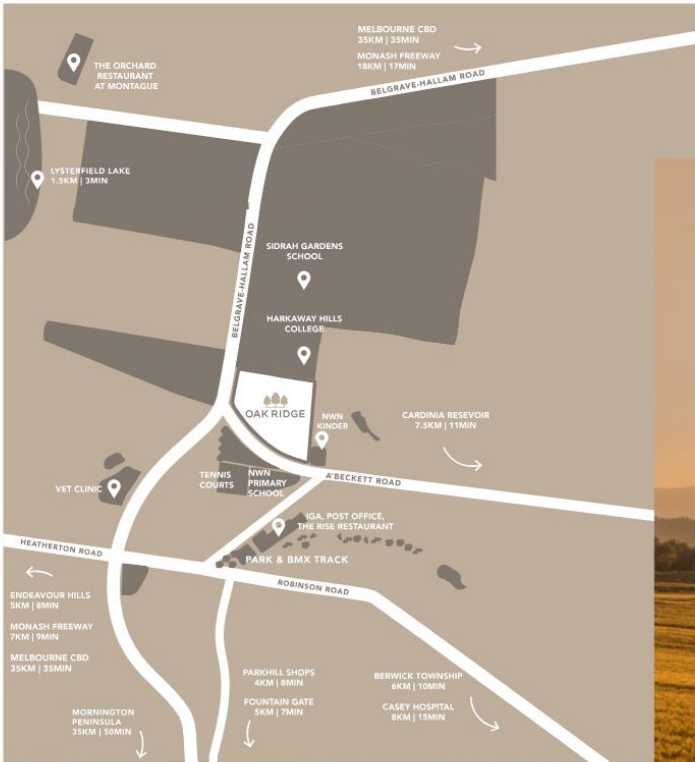 MELBOURNE CBD
35KM | 35MIN
MONASH FREEWAY
18KM | 17MIN
BELGRAVE-HALLAM ROAD
THE ORCHARD
RESTAURANT
AT MONTAGUE
LYSTERFIELD LAKE
1.5KM | 3MIN
BELGRAVE-HALLAM ROAD
SIDRAH GARDENS
SCHOOL
HARKAWAY HILLS
COLLEGE
OAK RIDGE
NWN
KINDER
CARDINIA RESEVOIR
7.5KM | 11MIN
A'BECKETT ROAD
TENNIS
COURTS
NWN
PRIMARY
SCHOOL
VET CLINIC
IGA, POST OFFICE,
THE RISE RESTAURANT
PARK & BMX TRACK
HEATHERTON ROAD
ROBINSON ROAD
ENDEAVOUR HILLS
5KM | 8MIN
MONASH FREEWAY
7KM | 9MIN
MELBOURNE CBD
35KM | 35MIN
MORNINGTON
PENINSULA
35KM | 50MIN
PARKHILL SHOPS
4KM | 8MIN
FOUNTAIN GATE
5KM | 7MIN
BERWICK TOWNSHIP
6KM | 10MIN
CASEY HOSPITAL
8KM | 15MIN